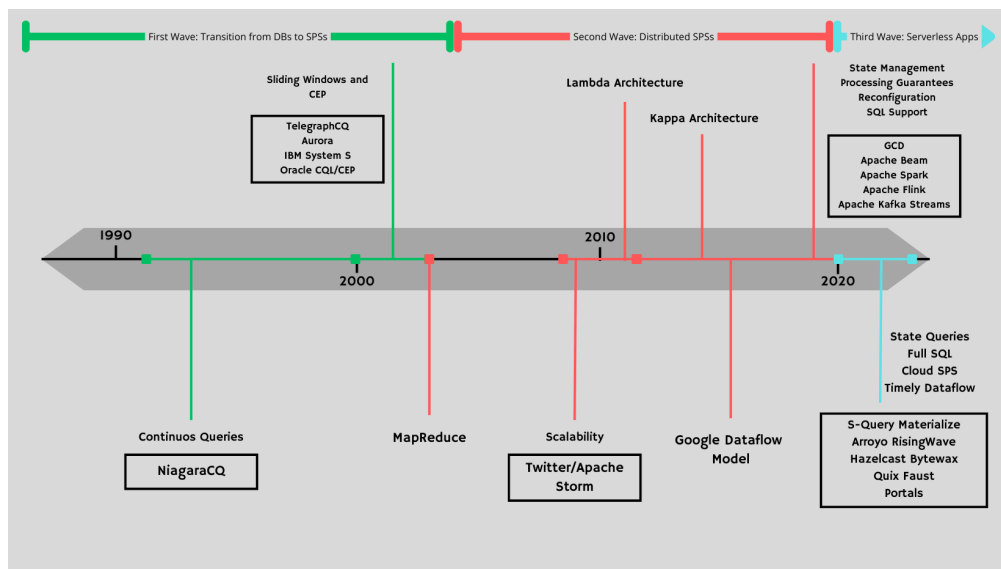 First Wave: Transition from DBs to SPSs
Second Wave: Distributed SPSs
Third Wave: Serverless Apps
Sliding Windows and
CEP
TelegraphCQ
Aurora
IBM System S
Oracle CQL/CEP
Lambda Architecture
Kappa Architecture
State Management
Processing Guarantees
Reconfiguration
SQL Support
GCD
Apache Beam
Apache Spark
Apache Flink
Apache Kafka Streams
1990
2010
2000
2020
Continuos Queries
NiagaraCQ
MapReduce
Scalability
Twitter/Apache
Storm
Google Dataflow
Model
State Queries
Full SQL
Cloud SPS
Timely Dataflow
S-Query Materialize
Arroyo RisingWave
Hazelcast Bytewax
Quix Faust
Portals